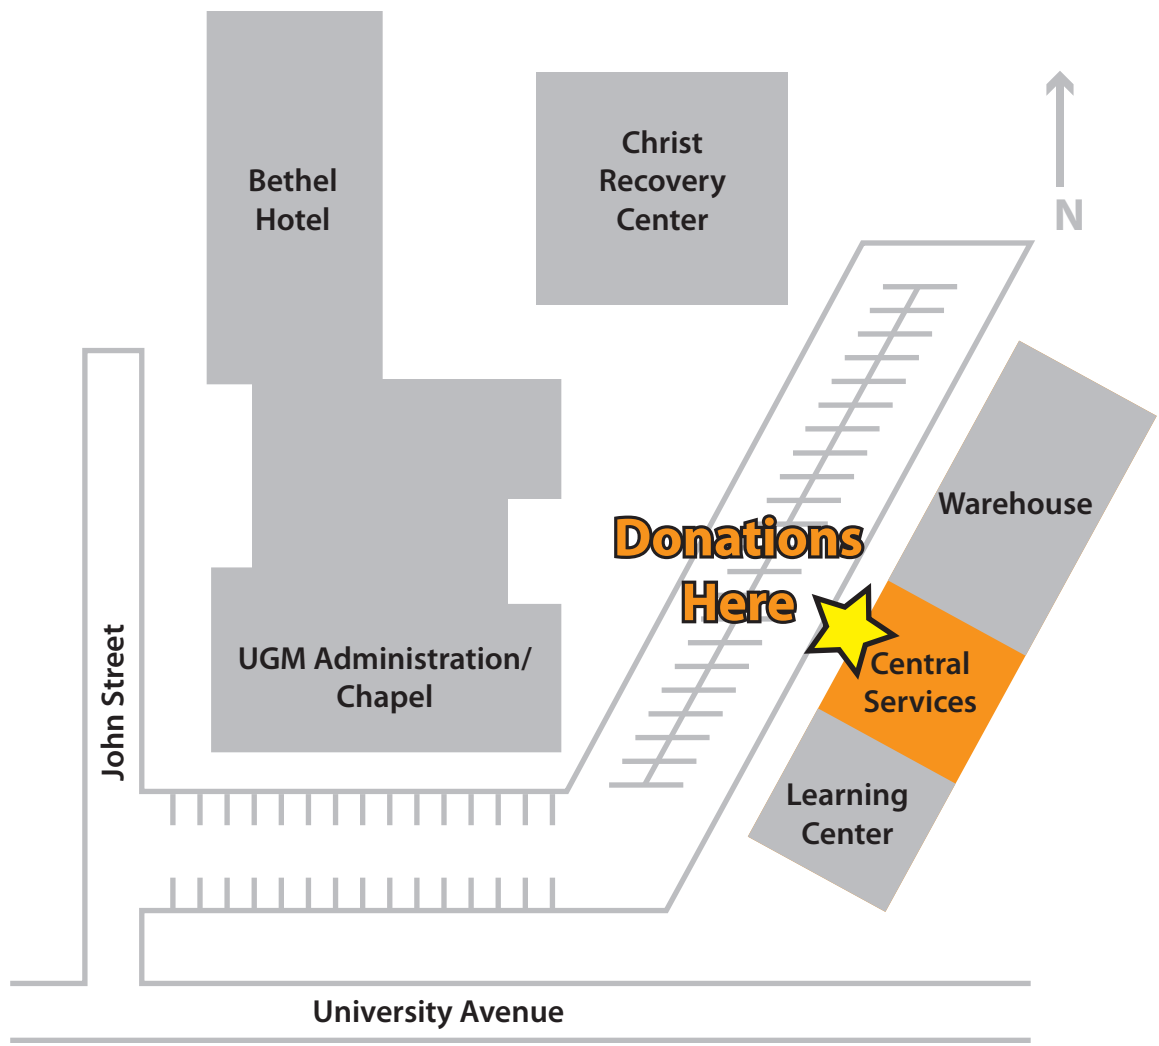 Bethel
Hotel
Christ
Recovery
Center
N
Warehouse
Donations
Here
Central
Services
UGM Administration/
Chapel
John Street
Learning
Center
University Avenue